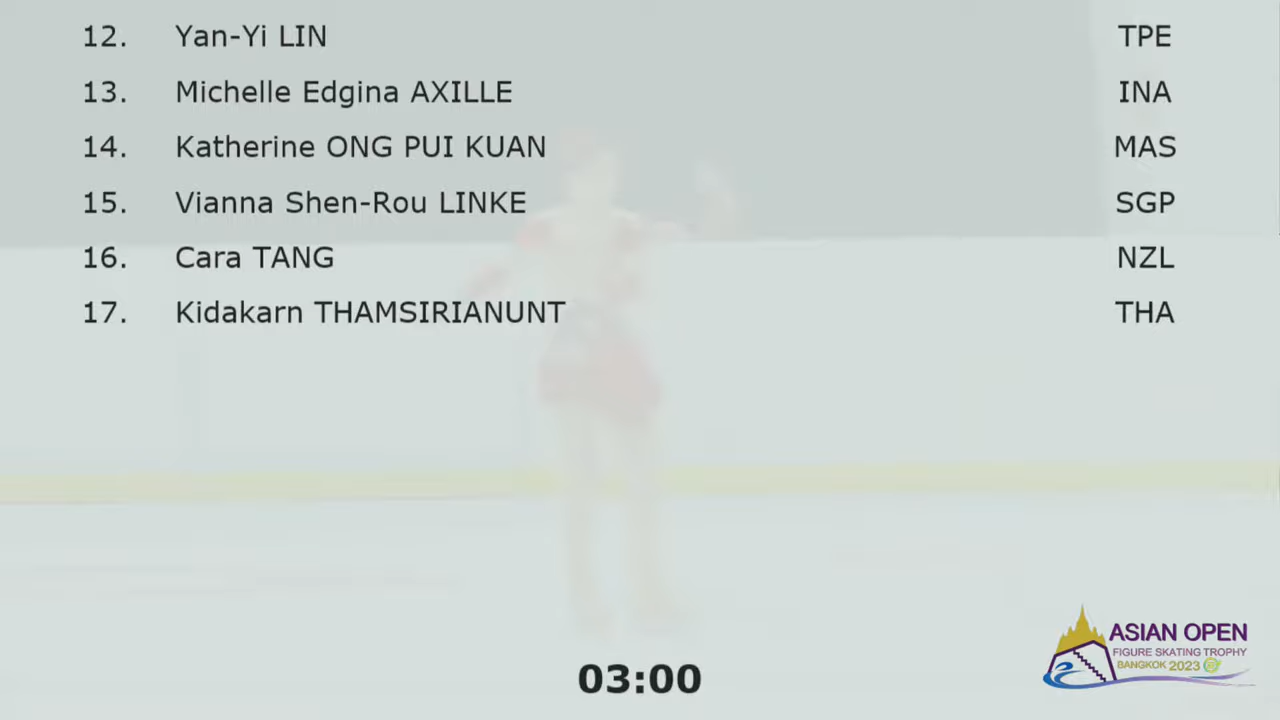 12. Yan-Yi LIN TPE
13. Michelle Edgina AXILLE INA
14. Katherine ONG PUI KUAN MAS
15. Vianna Shen-Rou LINKE SGP
16. Cara TANG NZL
17. Kidakarn THAMSIRIANUNT THA
03:00
ASIAN OPEN
FIGURE SKATING TROPHY
BANGKOK 2023